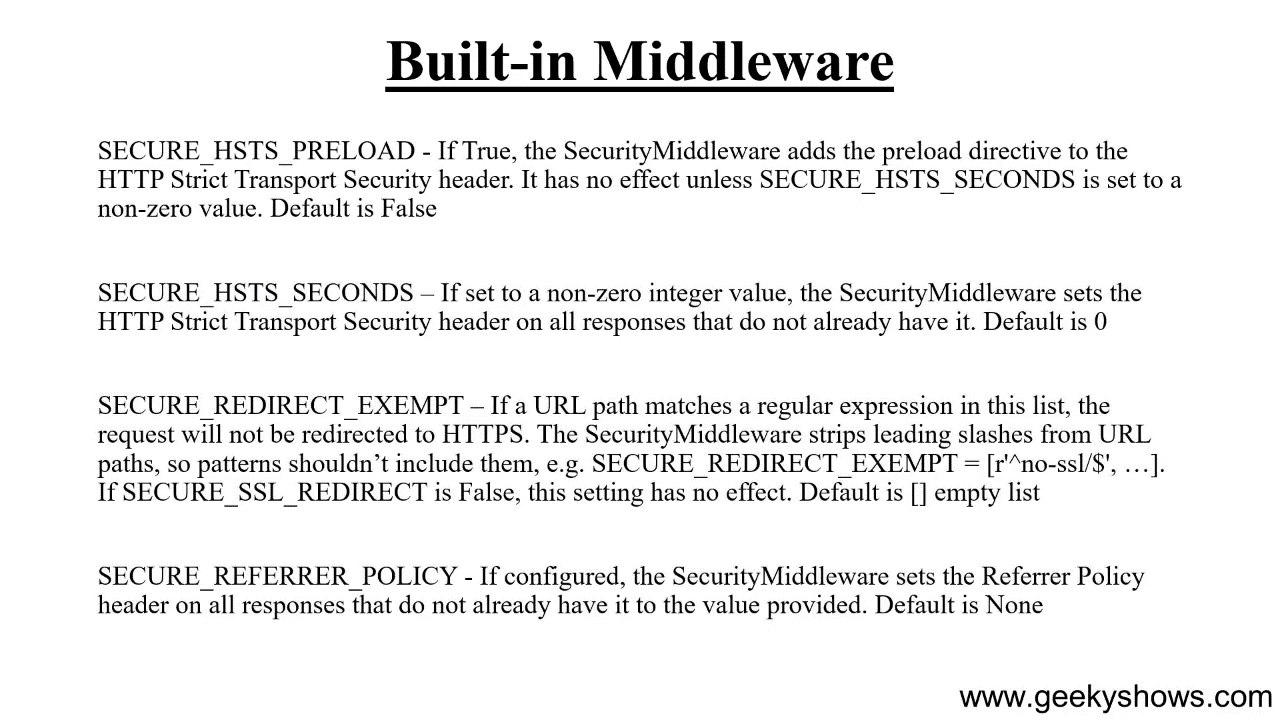 Built-in Middleware
SECURE_HSTS_PRELOAD - If True, the SecurityMiddleware adds the preload directive to the
HTTP Strict Transport Security header. It has no effect unless SECURE_HSTS_SECONDS is set to a
non-zero value. Default is False
SECURE_HSTS_SECONDS – If set to a non-zero integer value, the SecurityMiddleware sets the
HTTP Strict Transport Security header on all responses that do not already have it. Default is 0
SECURE_REDIRECT_EXEMPT – If a URL path matches a regular expression in this list, the
request will not be redirected to HTTPS. The SecurityMiddleware strips leading slashes from URL
paths, so patterns shouldn’t include them, e.g. SECURE_REDIRECT_EXEMPT = [r'^no-ssl/$', …].
If SECURE_SSL_REDIRECT is False, this setting has no effect. Default is [] empty list
SECURE_REFERRER_POLICY - If configured, the SecurityMiddleware sets the Referrer Policy
header on all responses that do not already have it to the value provided. Default is None
www.geekyshows.com